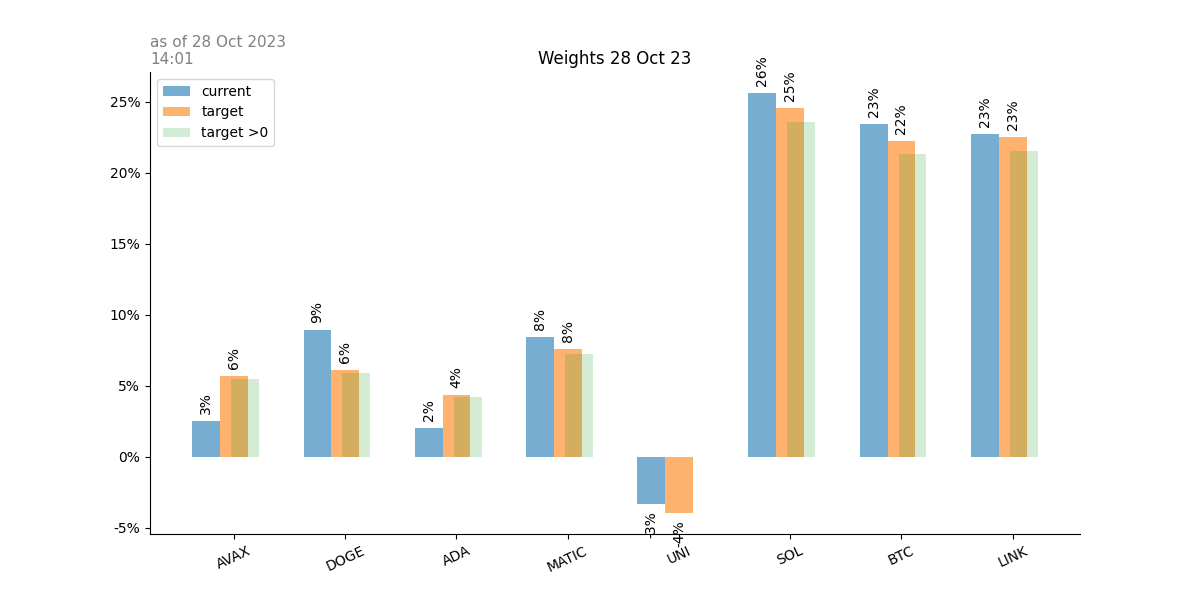 as of 28 Oct 2023
14:01
Weights 28 Oct 23
current
target
target >0
25%
20%
15%
10%
5%
0%
-5%
3%
6%
9%
6%
2%
4%
8%
8%
-3%
-4%
26%
25%
23%
22%
23%
23%
AVAX
DOGE
ADA
MATIC
UNI
SOL
BTC
LINK